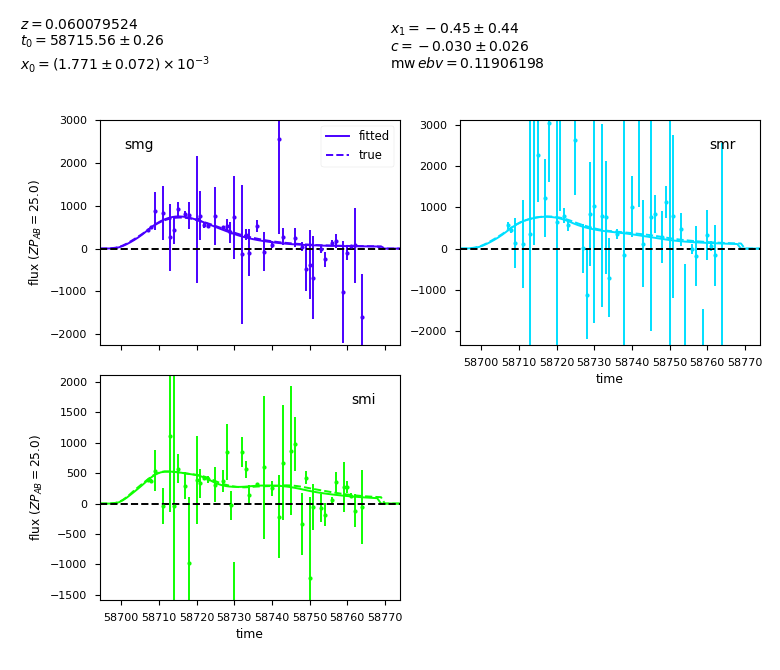 z = 0.060079524
t₀ = 58715.56 ± 0.26
x₀ = (1.771 ± 0.072) × 10⁻³
x₁ = −0.45 ± 0.44
c = −0.030 ± 0.026
mw ebv = 0.11906198
smg
fitted
true
3000
2000
1000
0
−1000
−2000
flux (ZP_AB = 25.0)
smr
3000
2000
1000
0
−1000
−2000
58700 58710 58720 58730 58740 58750 58760 58770
time
smi
2000
1500
1000
500
0
−500
−1000
−1500
flux (ZP_AB = 25.0)
58700 58710 58720 58730 58740 58750 58760 58770
time